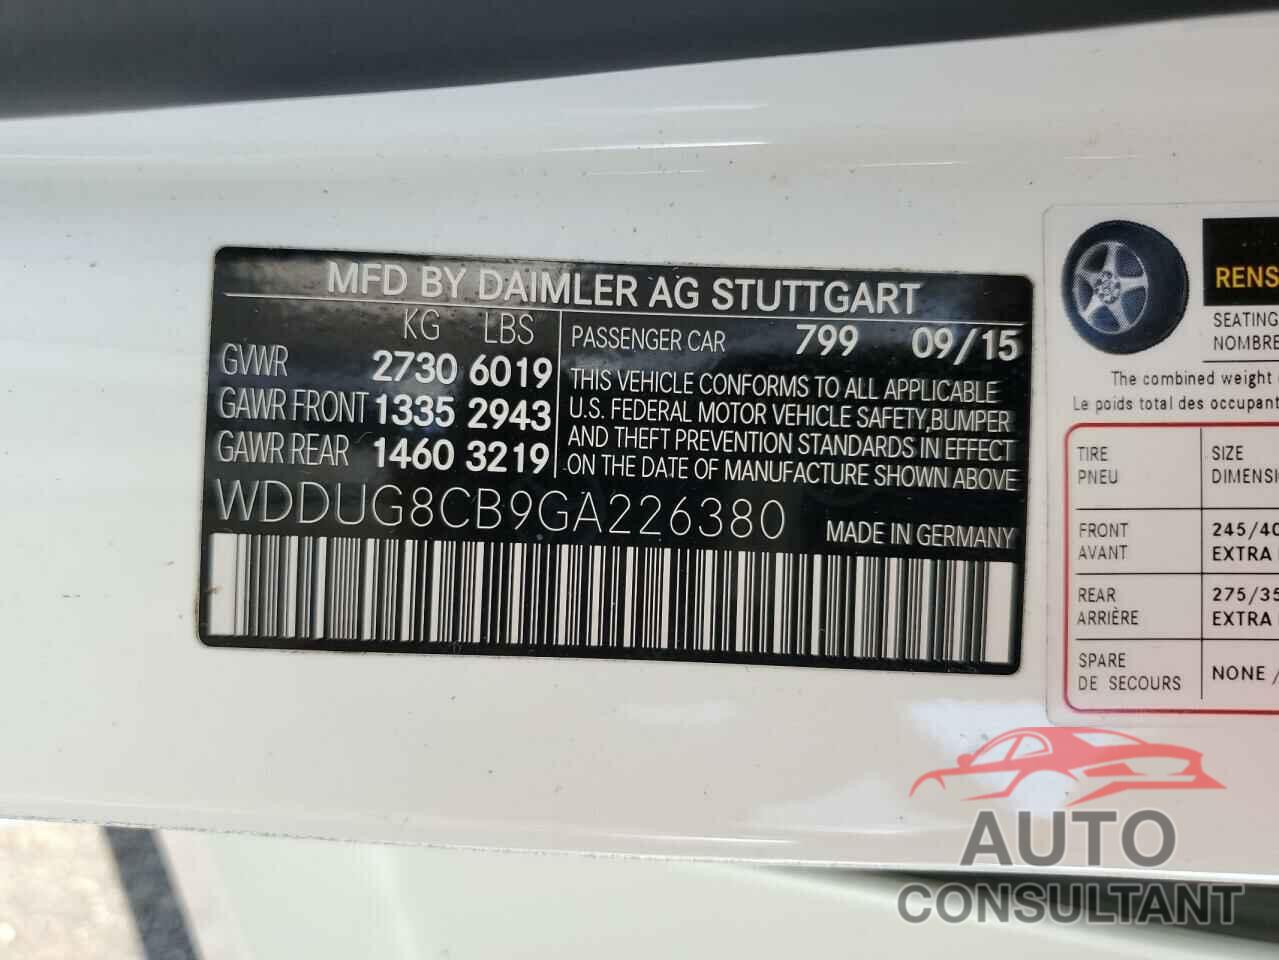 MFD BY DAIMLER AG STUTTGART
KG LBS
GVWR 2730 6019
GAWR FRONT 1335 2943
GAWR REAR 1460 3219
PASSENGER CAR 799 09/15
THIS VEHICLE CONFORMS TO ALL APPLICABLE
U.S. FEDERAL MOTOR VEHICLE SAFETY,BUMPER
AND THEFT PREVENTION STANDARDS IN EFFECT
ON THE DATE OF MANUFACTURE SHOWN ABOVE
WDDUG8CB9GA226380
MADE IN GERMANY
RENS
SEATING
NOMBRE
The combined weight
Le poids total des occupant
TIRE SIZE
PNEU DIMENSI
FRONT 245/40
AVANT EXTRA
REAR 275/35
ARRIÈRE EXTRA
SPARE NONE /
DE SECOURS
AUTO
CONSULTANT